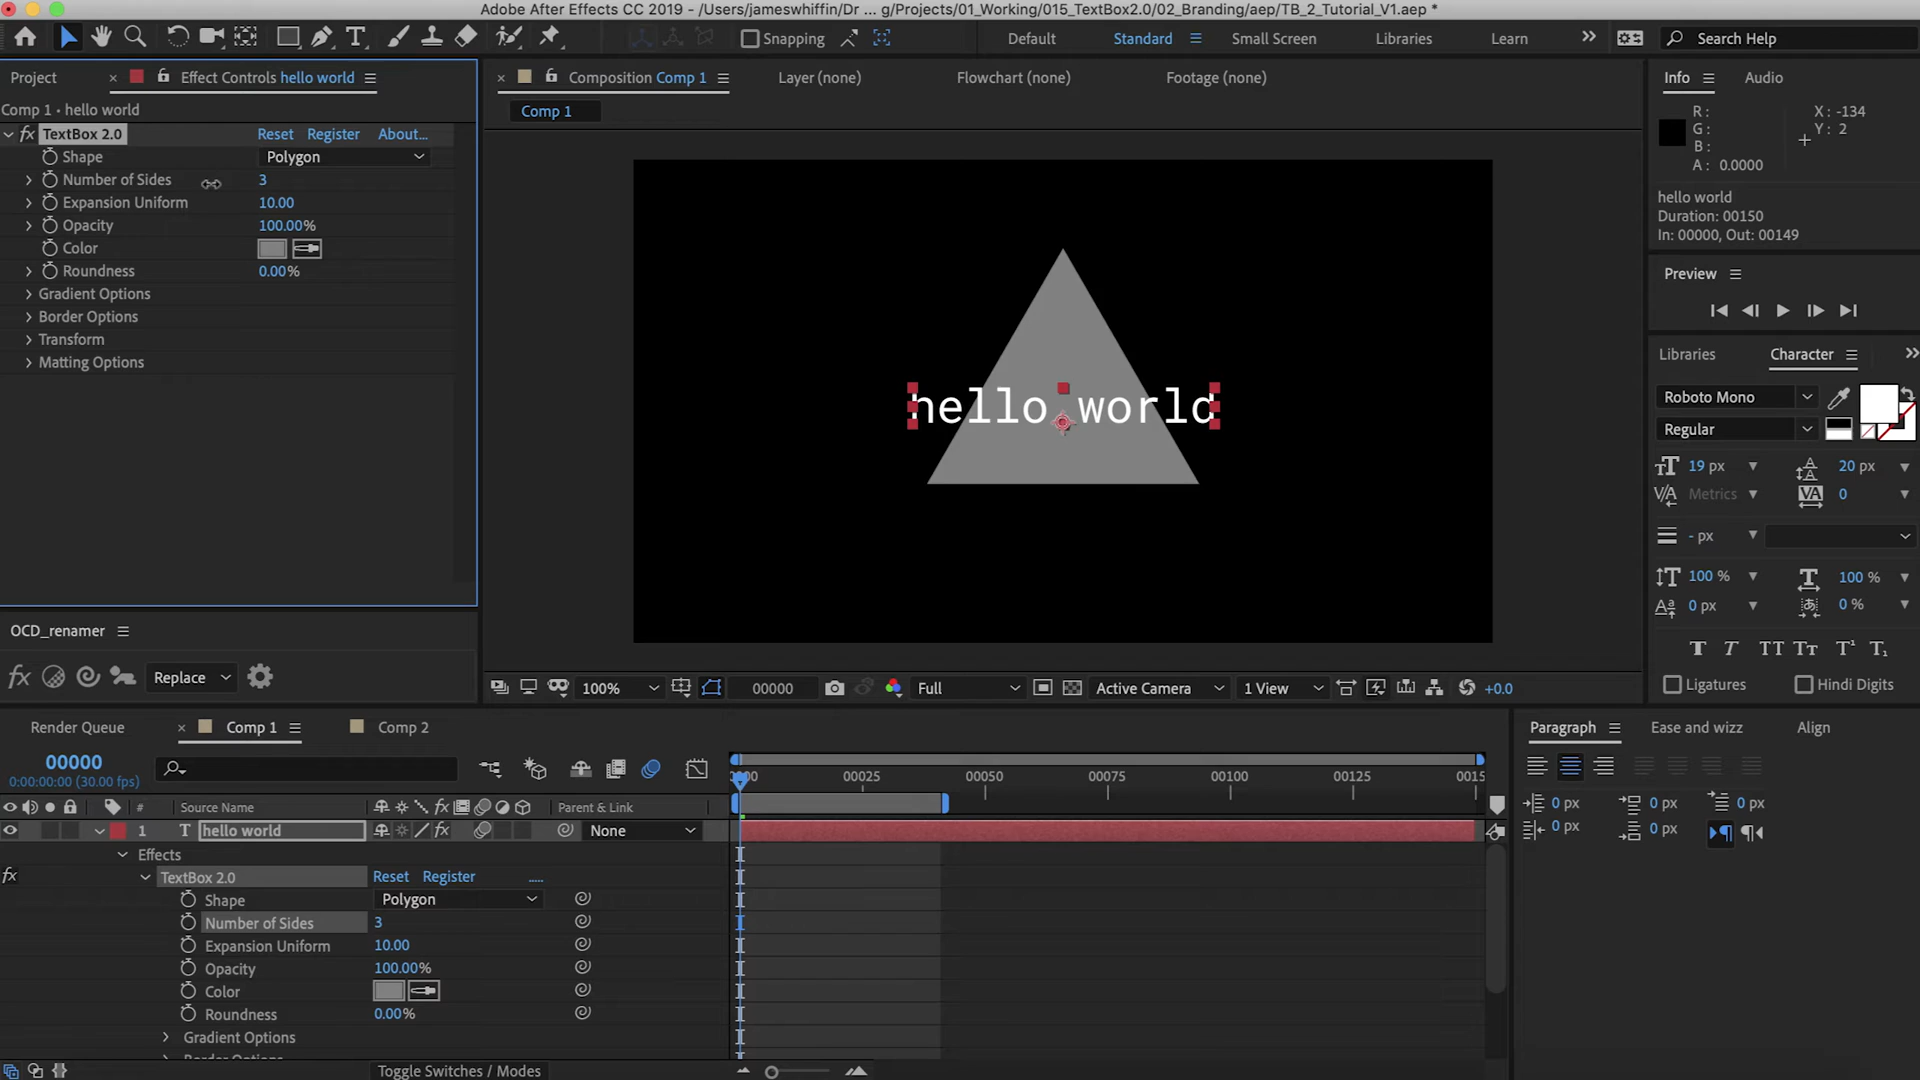 Adobe After Effects CC 2019 - /Users/jameswhiffin/Dr ... g/Projects/01_Working/015_TextBox2.0/02_Branding/aep/TB_2_Tutorial_V1.aep *
Snapping
Default
Standard
Small Screen
Libraries
Learn
Search Help
Project
Effect Controls hello world
Comp 1 • hello world
TextBox 2.0
Reset
Register
About...
Shape
Polygon
Number of Sides
3
Expansion Uniform
10.00
Opacity
100.00%
Color
Roundness
0.00%
Gradient Options
Border Options
Transform
Matting Options
OCD_renamer
Replace
Composition Comp 1
Layer (none)
Flowchart (none)
Footage (none)
Comp 1
hello world
100%
00000
Full
Active Camera
1 View
+0.0
Info
Audio
R :
G :
B :
A : 0.0000
X : -134
Y : 2
hello world
Duration: 00150
In: 00000, Out: 00149
Preview
Libraries
Character
Roboto Mono
Regular
19 px
20 px
Metrics
0
- px
100 %
100 %
0 px
0 %
Ligatures
Hindi Digits
Render Queue
Comp 1
Comp 2
00000
0:00:00:00 (30.00 fps)
00025
00050
00075
00100
00125
0015
#
Source Name
Parent & Link
1
T
hello world
None
Effects
TextBox 2.0
Reset
Register
.....
Shape
Polygon
Number of Sides
3
Expansion Uniform
10.00
Opacity
100.00%
Color
Roundness
0.00%
Gradient Options
Toggle Switches / Modes
Paragraph
Ease and wizz
Align
0 px
0 px
0 px
0 px
0 px